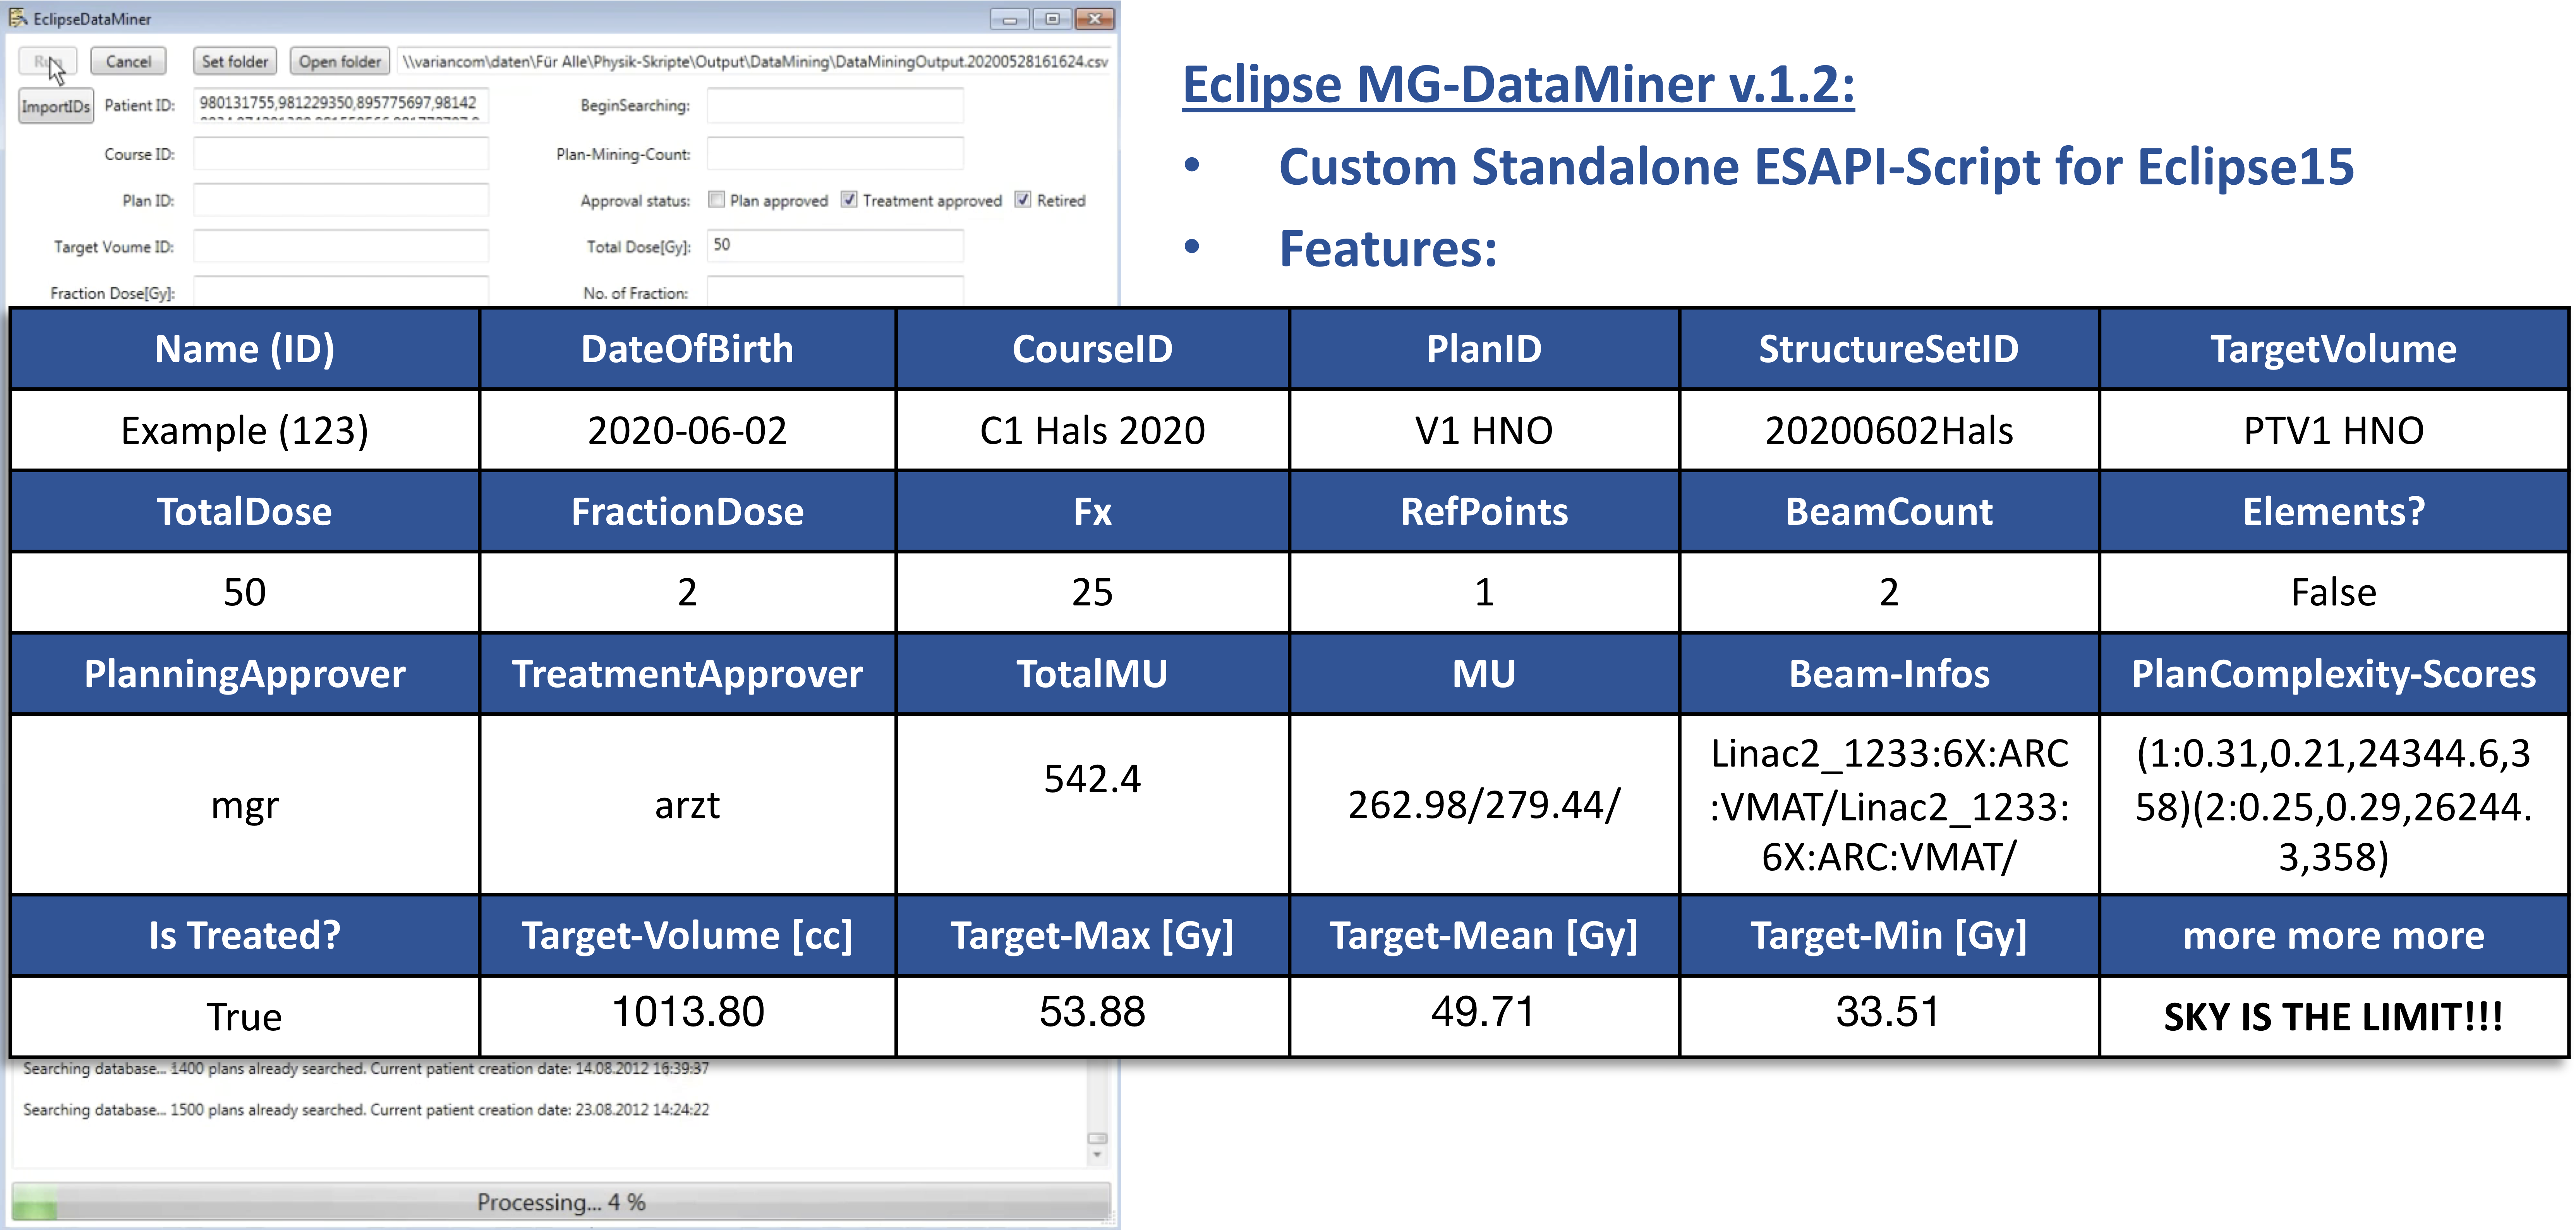 EclipseDataMiner
Run Cancel Set folder Open folder \\variancom\daten\Für Alle\Physik-Skripte\Output\DataMining\DataMiningOutput.20200528161624.csv
ImportIDs Patient ID: 980131755,981229350,895775697,98142 BeginSearching:
Course ID: Plan-Mining-Count:
Plan ID: Approval status: Plan approved Treatment approved Retired
Target Voume ID: Total Dose[Gy]: 50
Fraction Dose[Gy]: No. of Fraction:
Eclipse MG-DataMiner v.1.2:
• Custom Standalone ESAPI-Script for Eclipse15
• Features:
Name (ID) DateOfBirth CourseID PlanID StructureSetID TargetVolume
Example (123) 2020-06-02 C1 Hals 2020 V1 HNO 20200602Hals PTV1 HNO
TotalDose FractionDose Fx RefPoints BeamCount Elements?
50 2 25 1 2 False
PlanningApprover TreatmentApprover TotalMU MU Beam-Infos PlanComplexity-Scores
mgr arzt 542.4 262.98/279.44/
Linac2_1233:6X:ARC
:VMAT/Linac2_1233:
6X:ARC:VMAT/
(1:0.31,0.21,24344.6,3
58)(2:0.25,0.29,26244.
3,358)
Is Treated? Target-Volume [cc] Target-Max [Gy] Target-Mean [Gy] Target-Min [Gy] more more more
True 1013.80 53.88 49.71 33.51 SKY IS THE LIMIT!!!
Searching database... 1400 plans already searched. Current patient creation date: 14.08.2012 16:39:37
Searching database... 1500 plans already searched. Current patient creation date: 23.08.2012 14:24:22
Processing... 4 %